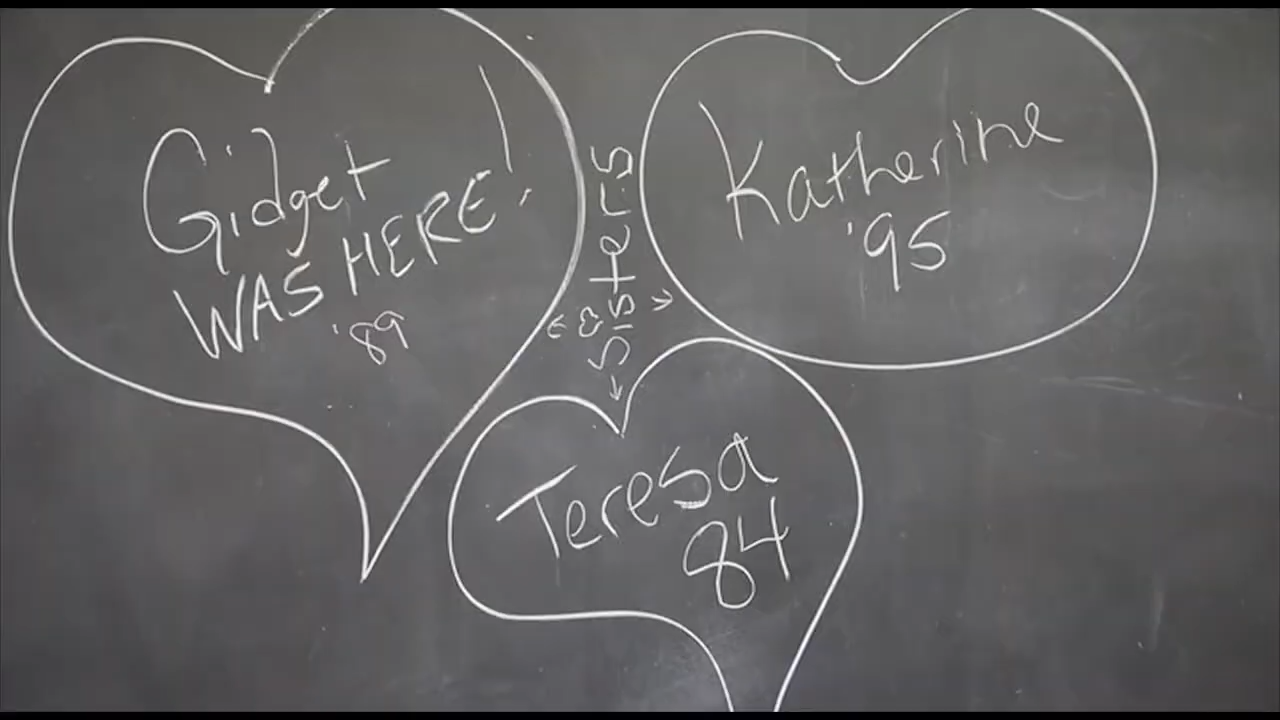 Gidget
WAS HERE!
'89
Katherine
'95
SISTERS
Teresa
84